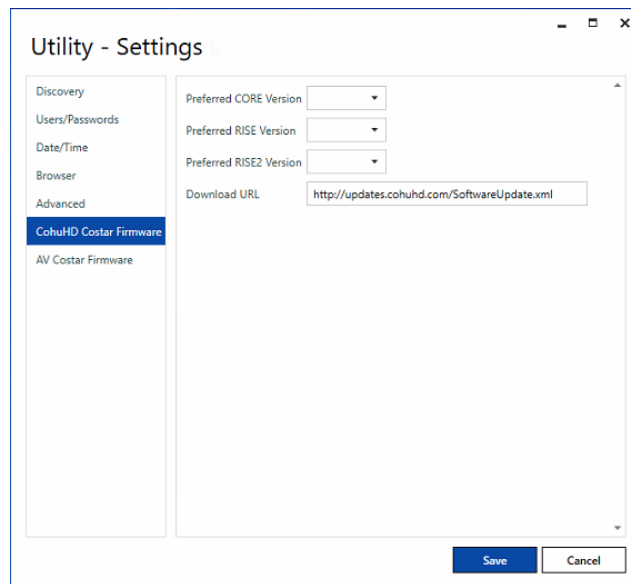 Utility - Settings
Discovery
Users/Passwords
Date/Time
Browser
Advanced
CohuHD Costar Firmware
AV Costar Firmware
Preferred CORE Version
Preferred RISE Version
Preferred RISE2 Version
Download URL http://updates.cohuhd.com/SoftwareUpdate.xml
Save Cancel